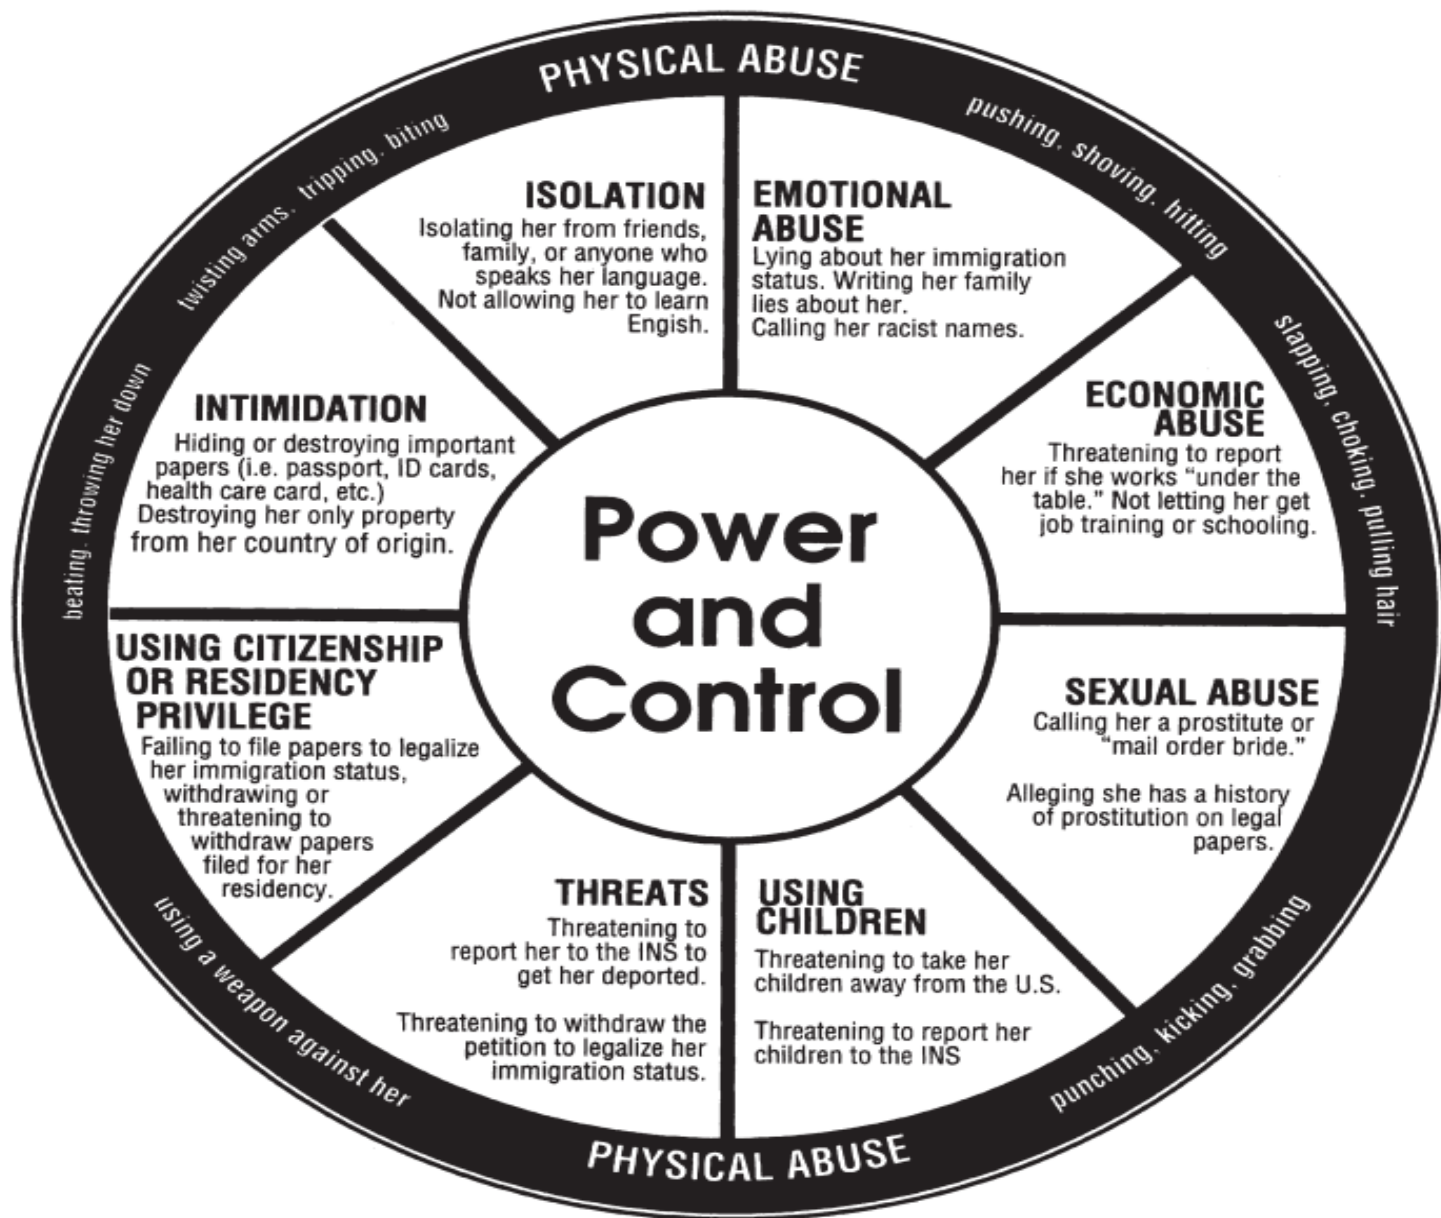 PHYSICAL ABUSE
pushing, shoving, hitting
slapping, choking, pulling hair
punching, kicking, grabbing
PHYSICAL ABUSE
using a weapon against her
beating, throwing her down
twisting arms, tripping, biting
Power
and
Control
ISOLATION
Isolating her from friends,
family, or anyone who
speaks her language.
Not allowing her to learn
Engish.
EMOTIONAL
ABUSE
Lying about her immigration
status. Writing her family
lies about her.
Calling her racist names.
ECONOMIC
ABUSE
Threatening to report
her if she works “under the
table.” Not letting her get
job training or schooling.
SEXUAL ABUSE
Calling her a prostitute or
“mail order bride.”
Alleging she has a history
of prostitution on legal
papers.
USING
CHILDREN
Threatening to take her
children away from the U.S.
Threatening to report her
children to the INS
THREATS
Threatening to
report her to the INS to
get her deported.
Threatening to withdraw the
petition to legalize her
immigration status.
USING CITIZENSHIP
OR RESIDENCY
PRIVILEGE
Failing to file papers to legalize
her immigration status,
withdrawing or
threatening to
withdraw papers
filed for her
residency.
INTIMIDATION
Hiding or destroying important
papers (i.e. passport, ID cards,
health care card, etc.)
Destroying her only property
from her country of origin.